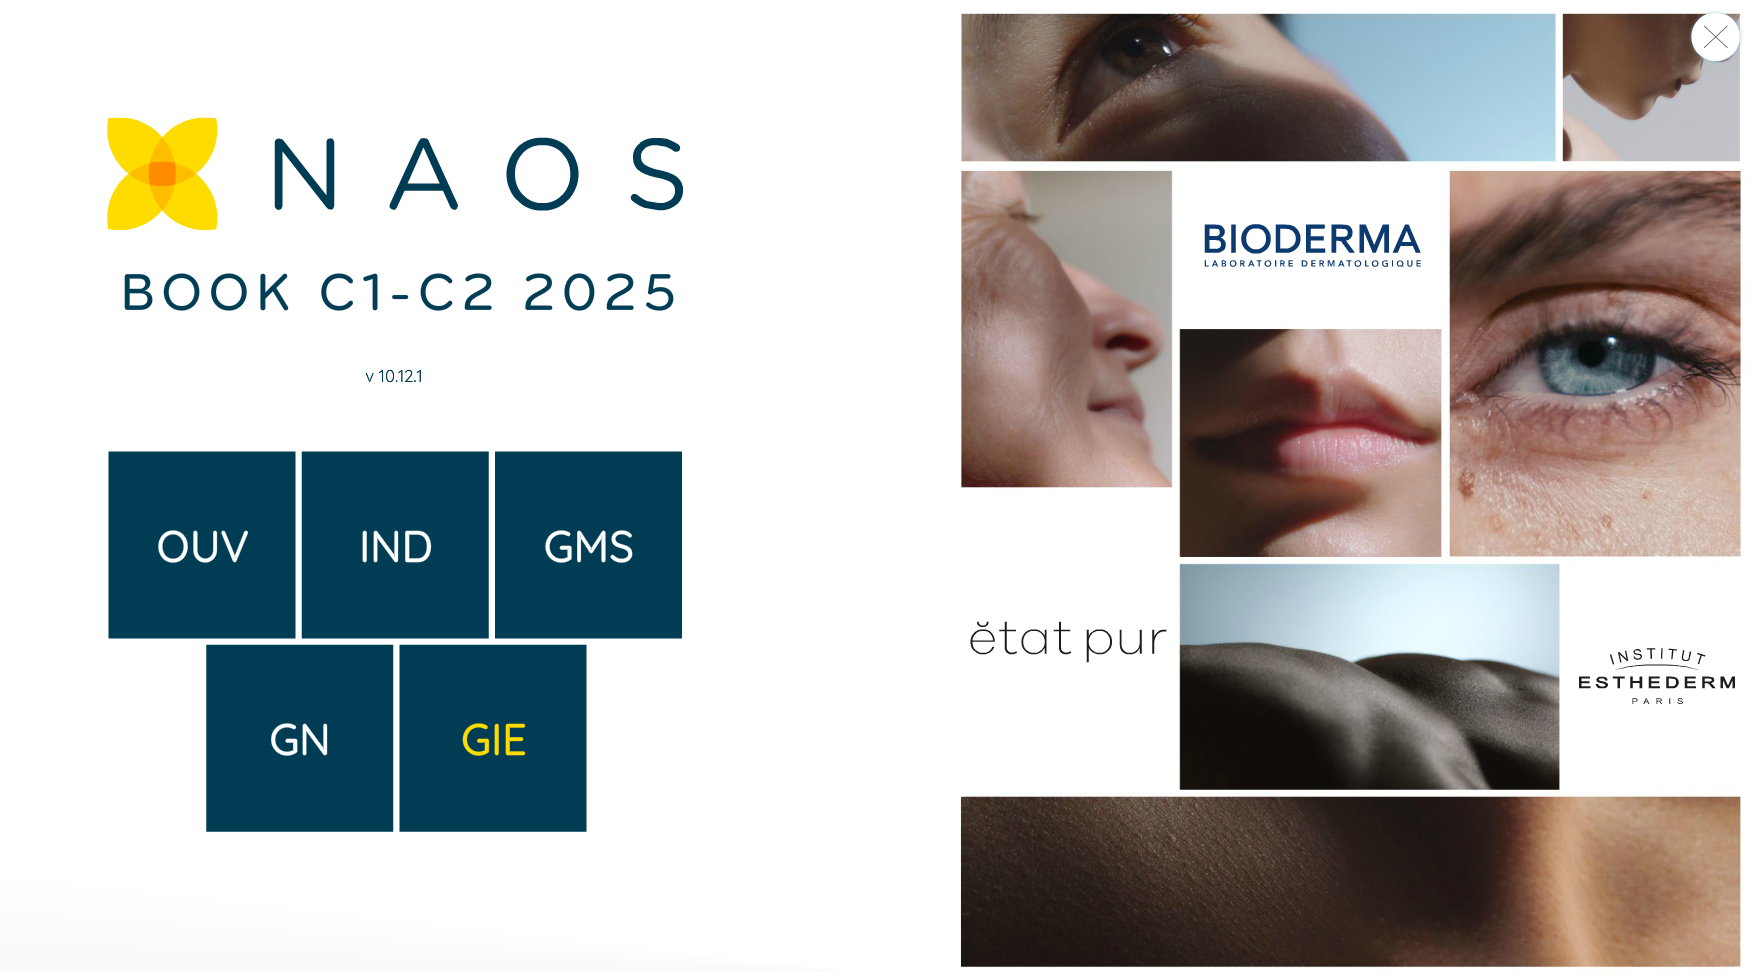 NAOS
BOOK C1-C2 2025
v 10.12.1
OUV
IND
GMS
GN
GIE
BIODERMA
LABORATOIRE DERMATOLOGIQUE
ĕtat pur
INSTITUT
ESTHEDERM
PARIS